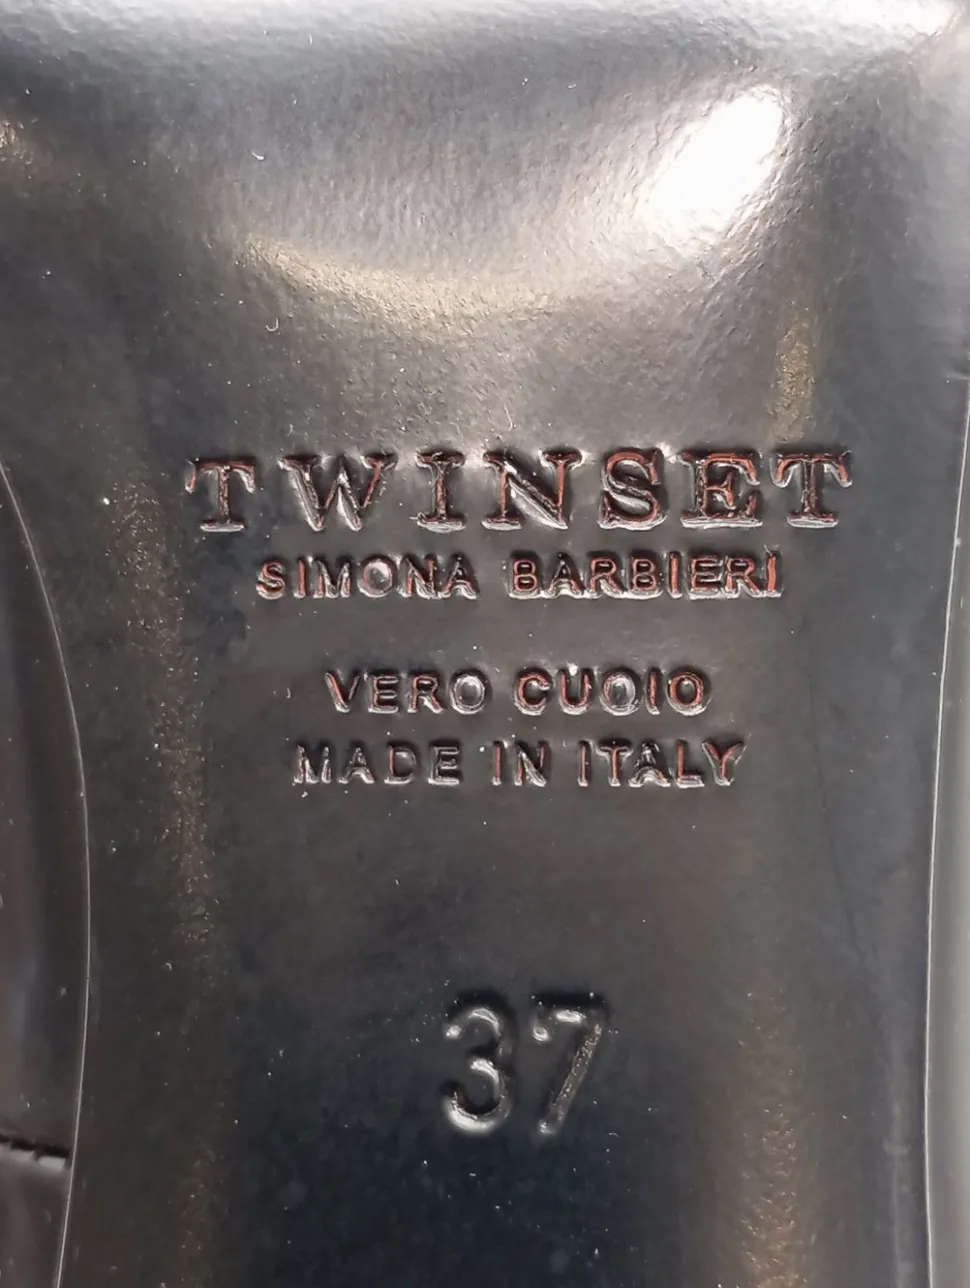 TWINSET
SIMONA BARBIERI
VERO CUOIO
MADE IN ITALY
37